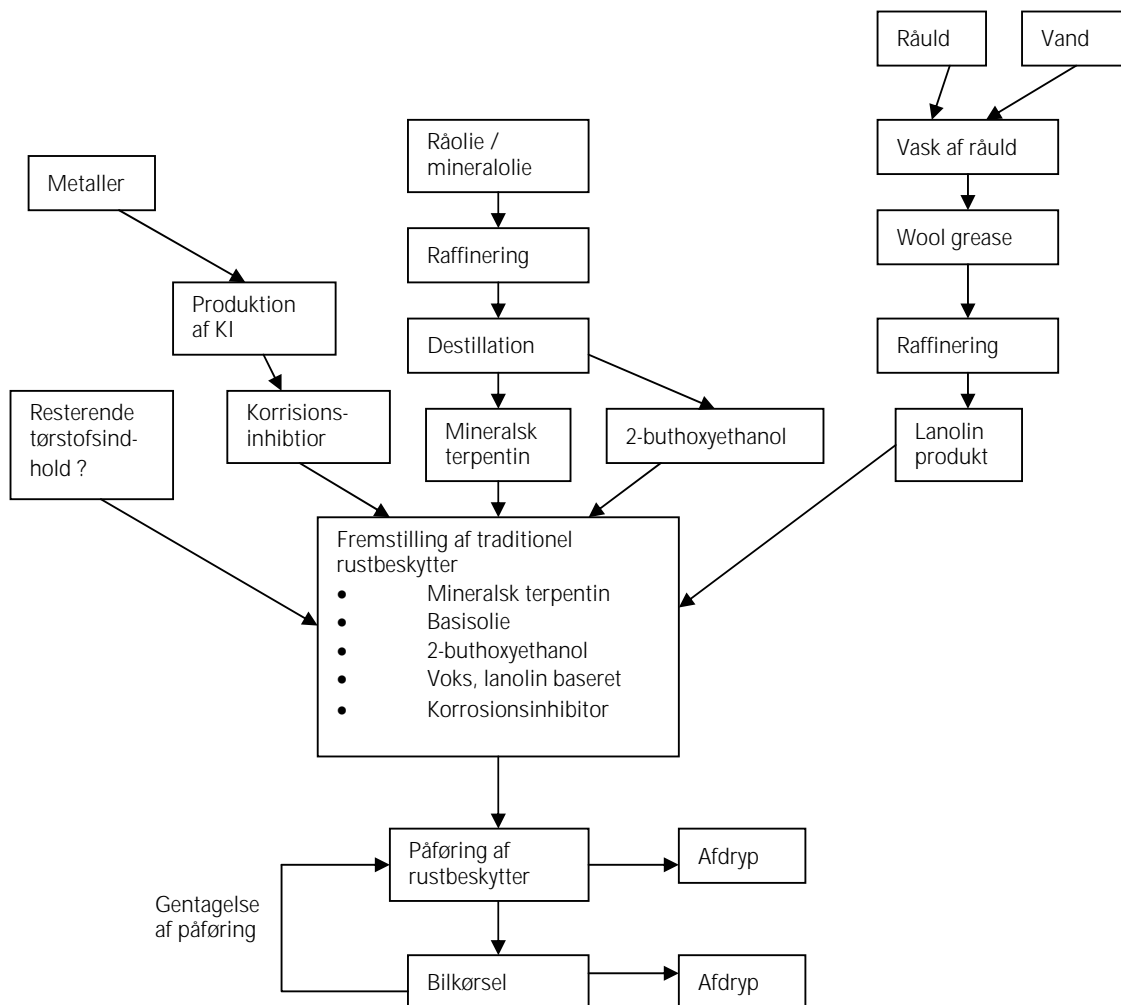 Råuld
Vand
Råolie /
mineralolie
Vask af råuld
Metaller
Wool grease
Raffinering
Produktion
af KI
Destillation
Raffinering
Resterende
tørstofsind-
hold ?
Korrisions-
inhibtior
Mineralsk
terpentin
2-buthoxyethanol
Lanolin
produkt
Fremstilling af traditionel
rustbeskytter
• Mineralsk terpentin
• Basisolie
• 2-buthoxyethanol
• Voks, lanolin baseret
• Korrosionsinhibitor
Påføring af
rustbeskytter
Afdryp
Gentagelse
af påføring
Bilkørsel
Afdryp